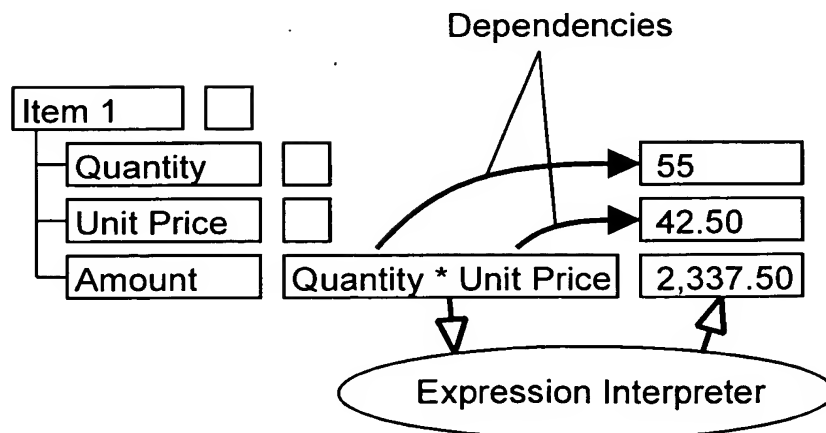 Dependencies
Item 1
Quantity
55
Unit Price
42.50
Amount
Quantity * Unit Price
2,337.50
Expression Interpreter